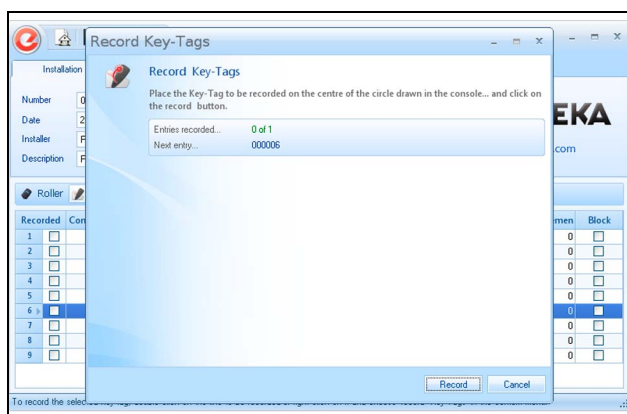 Record Key-Tags
Installation
Number 0
Date 2
Installer F
Description F
EKA
.com
Record Key-Tags
Place the Key-Tag to be recorded on the centre of the circle drawn in the console... and click on
the record button.
Entries recorded... 0 of 1
Next entry... 000006
Roller
Recorded Con men Block
1 0
2 0
3 0
4 0
5 0
6 0
7 0
8 0
9 0
Record Cancel
To record the